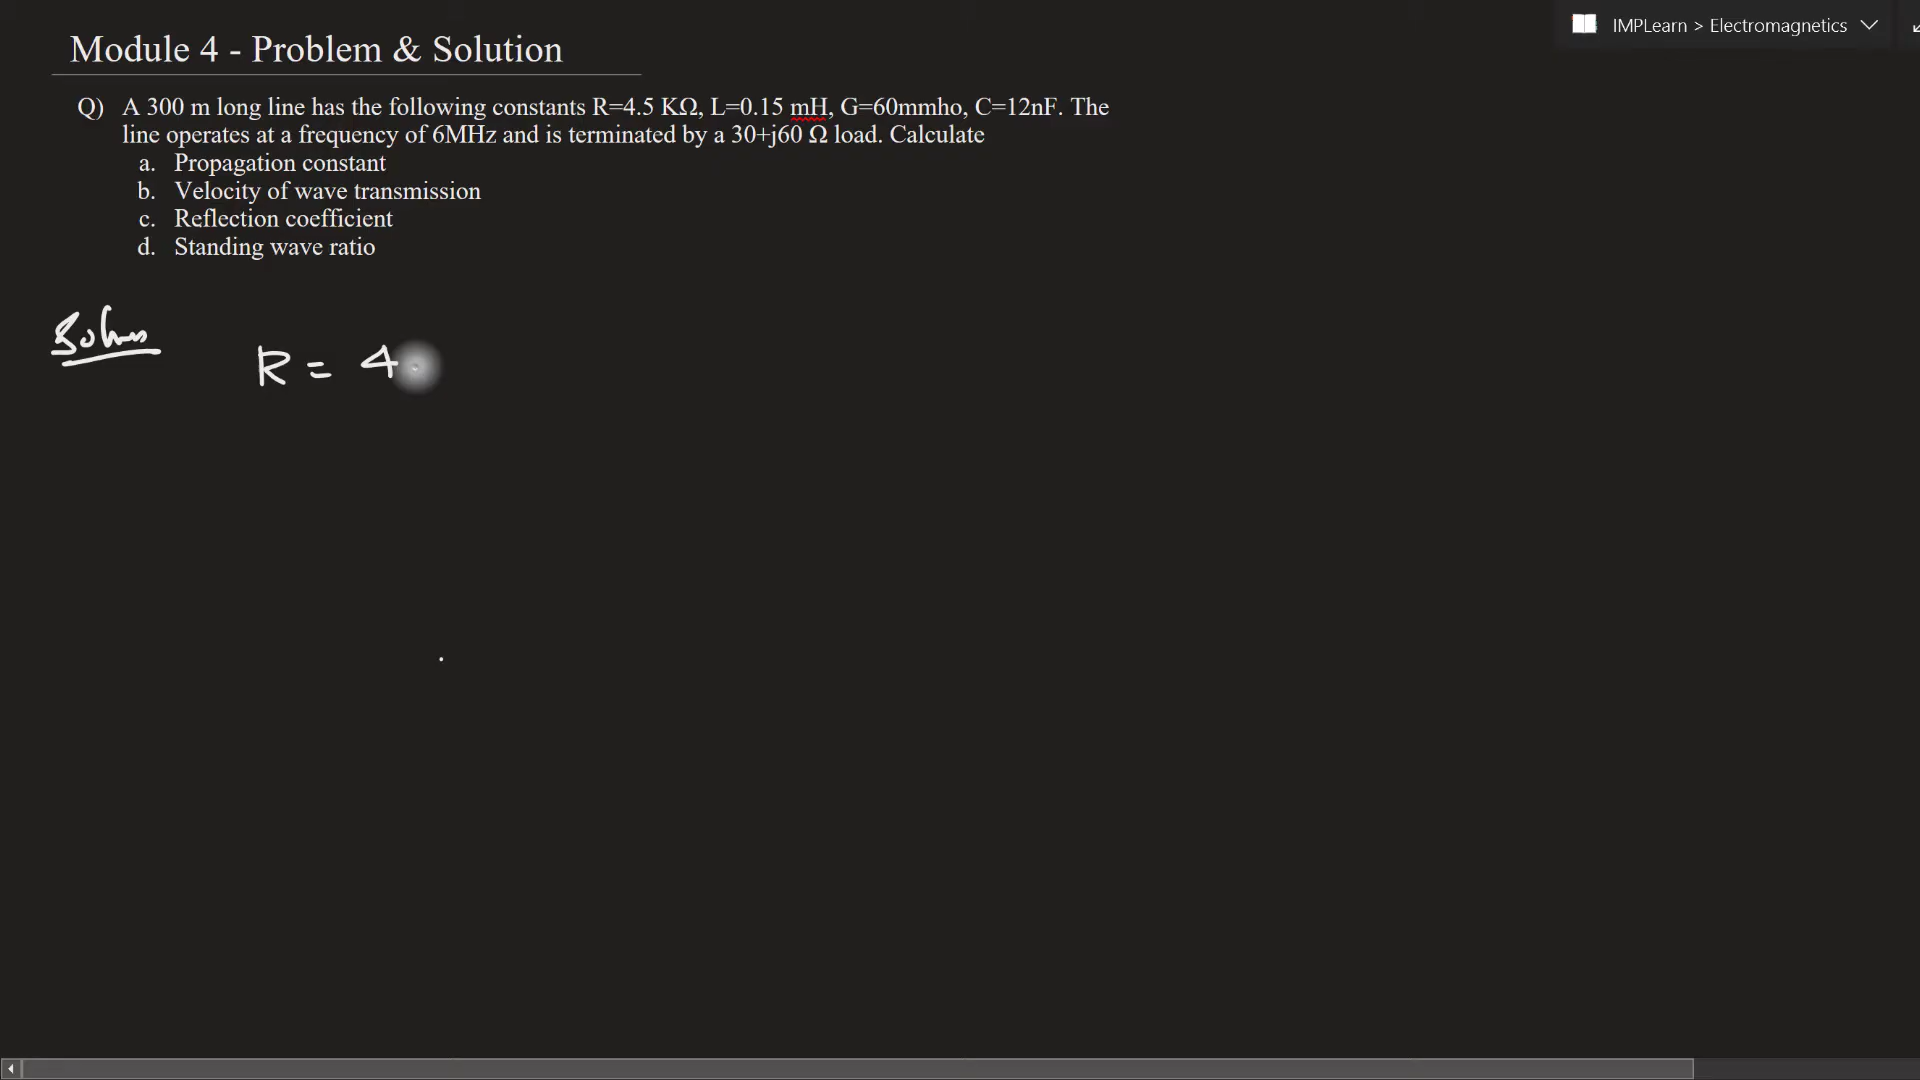 IMPLearn > Electromagnetics
Module 4 - Problem & Solution
Q) A 300 m long line has the following constants R=4.5 KΩ, L=0.15 mH, G=60mmho, C=12nF. The
line operates at a frequency of 6MHz and is terminated by a 30+j60 Ω load. Calculate
a. Propagation constant
b. Velocity of wave transmission
c. Reflection coefficient
d. Standing wave ratio
R = 4